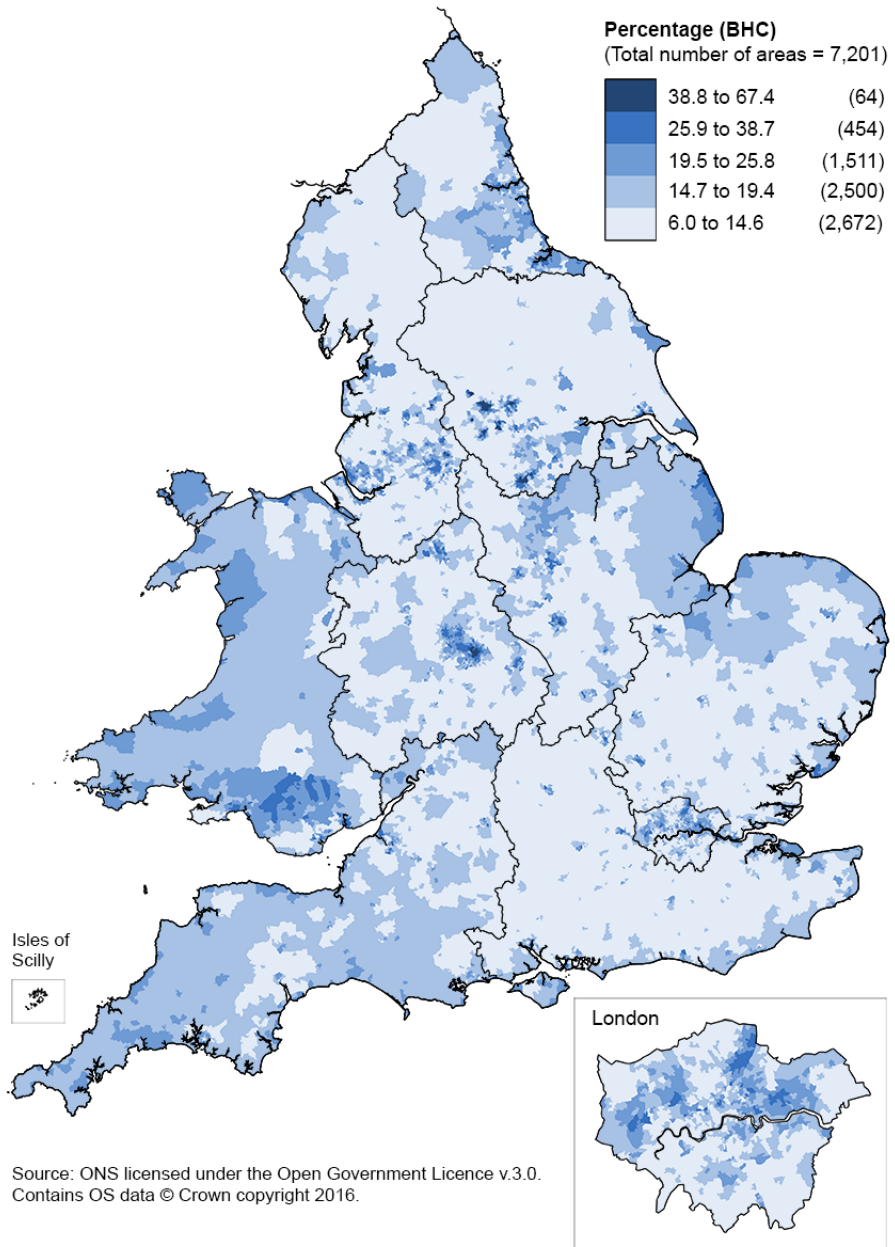 Percentage (BHC)
(Total number of areas = 7,201)
38.8 to 67.4 (64)
25.9 to 38.7 (454)
19.5 to 25.8 (1,511)
14.7 to 19.4 (2,500)
6.0 to 14.6 (2,672)
Isles of
Scilly
London
Source: ONS licensed under the Open Government Licence v.3.0.
Contains OS data © Crown copyright 2016.